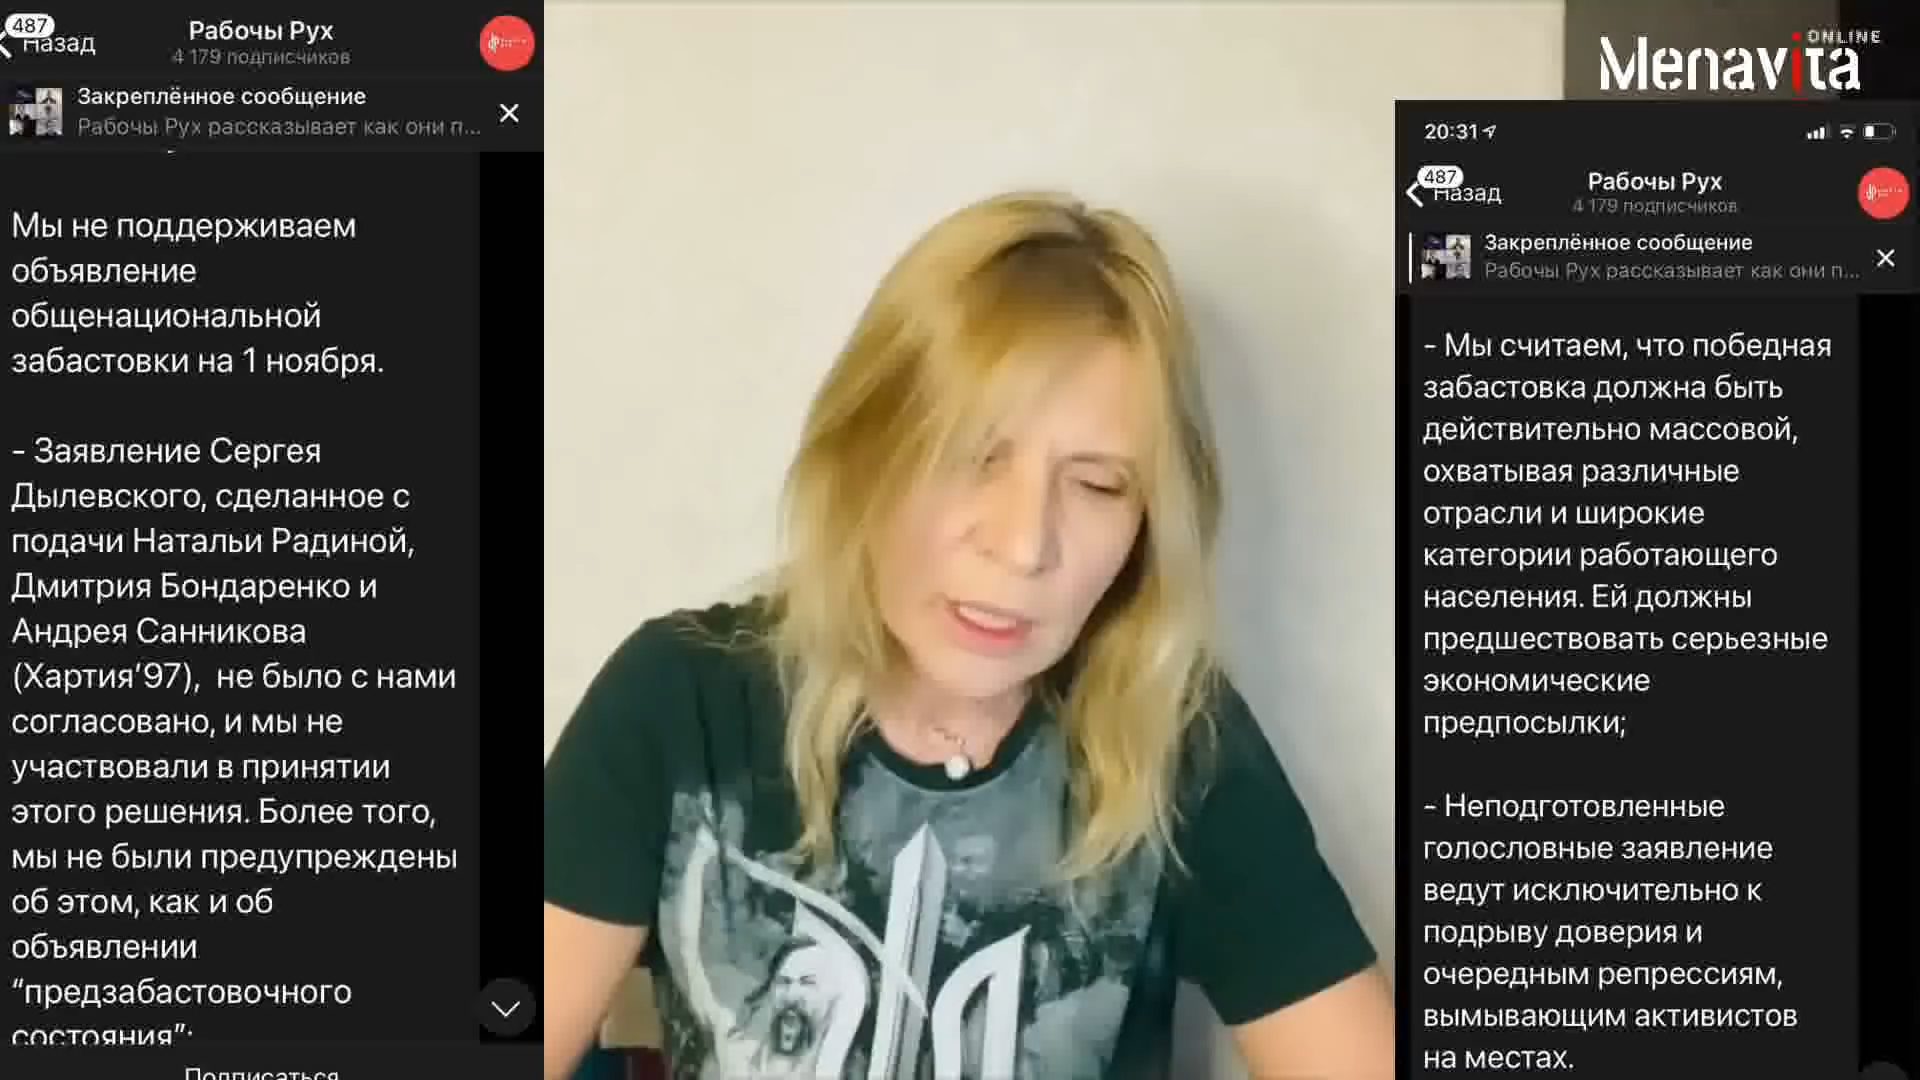 487
Назад
Рабочы Рух
4 179 подписчиков
Закреплённое сообщение
Рабочы Рух рассказывает как они п...
Мы не поддерживаем
объявление
общенациональной
забастовки на 1 ноября.
- Заявление Сергея
Дылевского, сделанное с
подачи Натальи Радиной,
Дмитрия Бондаренко и
Андрея Санникова
(Хартия’97), не было с нами
согласовано, и мы не
участвовали в принятии
этого решения. Более того,
мы не были предупреждены
об этом, как и об
объявлении
“предзабастовочного
состояния”;
Подписаться
Menavita
ONLINE
20:31
487
Назад
Рабочы Рух
4 179 подписчиков
Закреплённое сообщение
Рабочы Рух рассказывает как они п...
- Мы считаем, что победная
забастовка должна быть
действительно массовой,
охватывая различные
отрасли и широкие
категории работающего
населения. Ей должны
предшествовать серьезные
экономические
предпосылки;
- Неподготовленные
голословные заявление
ведут исключительно к
подрыву доверия и
очередным репрессиям,
вымывающим активистов
на местах.